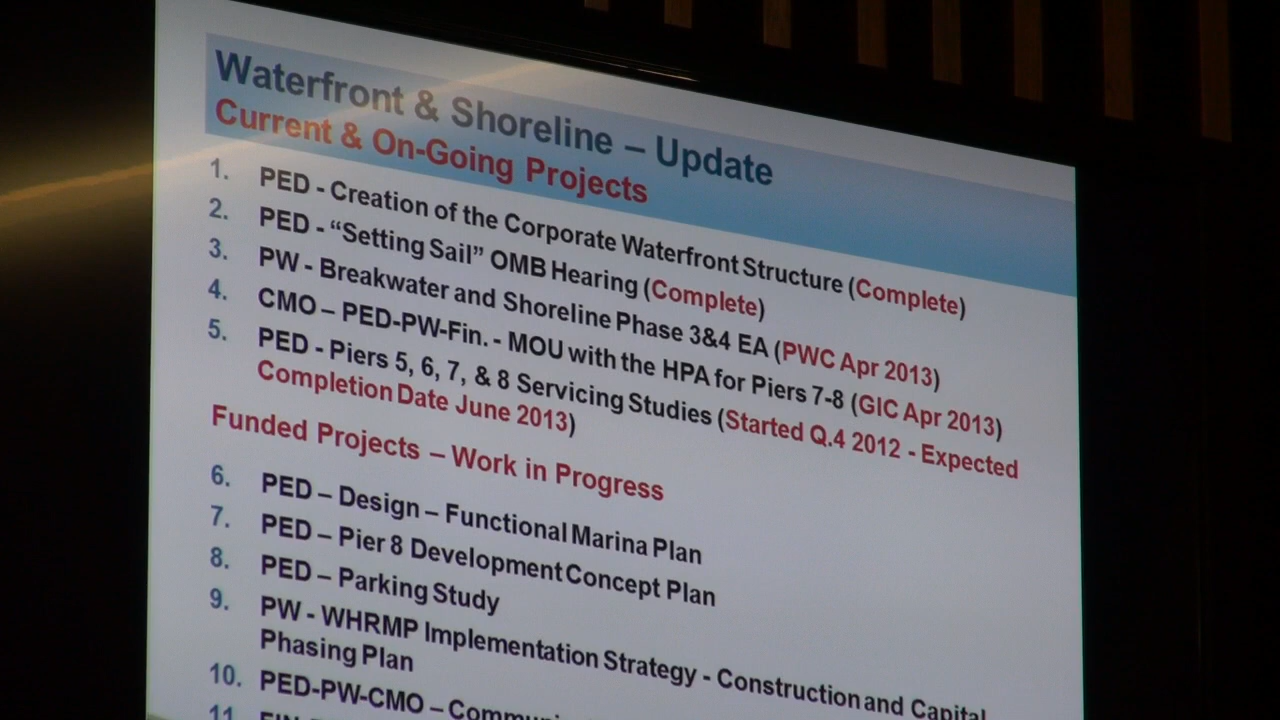 Waterfront & Shoreline – Update
Current & On-Going Projects
1. PED - Creation of the Corporate Waterfront Structure (Complete)
2. PED - “Setting Sail” OMB Hearing (Complete)
3. PW - Breakwater and Shoreline Phase 3&4 EA (PWC Apr 2013)
4. CMO – PED-PW-Fin. - MOU with the HPA for Piers 7-8 (GIC Apr 2013)
5. PED - Piers 5, 6, 7, & 8 Servicing Studies (Started Q.4 2012 - Expected
Completion Date June 2013)
Funded Projects – Work in Progress
6. PED – Design – Functional Marina Plan
7. PED – Pier 8 Development Concept Plan
8. PED – Parking Study
9. PW - WHRMP Implementation Strategy - Construction and Capital
Phasing Plan
10. PED-PW-CMO –
11